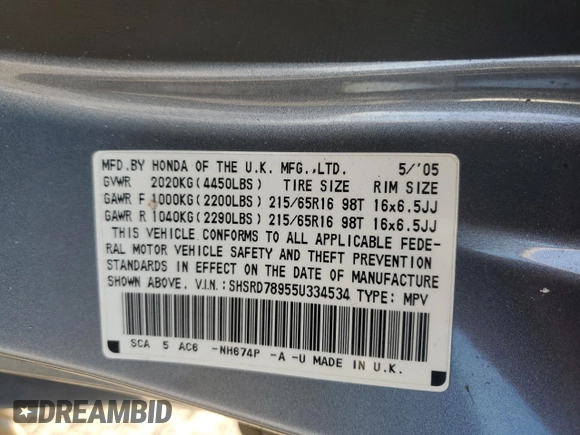 MFD.BY HONDA OF THE U.K. MFG.,LTD. 5/'05
GVWR 2020KG(4450LBS) TIRE SIZE RIM SIZE
GAWR F 1000KG(2200LBS) 215/65R16 98T 16x6.5JJ
GAWR R 1040KG(2290LBS) 215/65R16 98T 16x6.5JJ
THIS VEHICLE CONFORMS TO ALL APPLICABLE FEDE-
RAL MOTOR VEHICLE SAFETY AND THEFT PREVENTION
STANDARDS IN EFFECT ON THE DATE OF MANUFACTURE
SHOWN ABOVE. V.I.N.:SHSRD78955U334534 TYPE: MPV
SCA 5 AC6 -NH674P -A -U MADE IN U.K.
DREAMBID